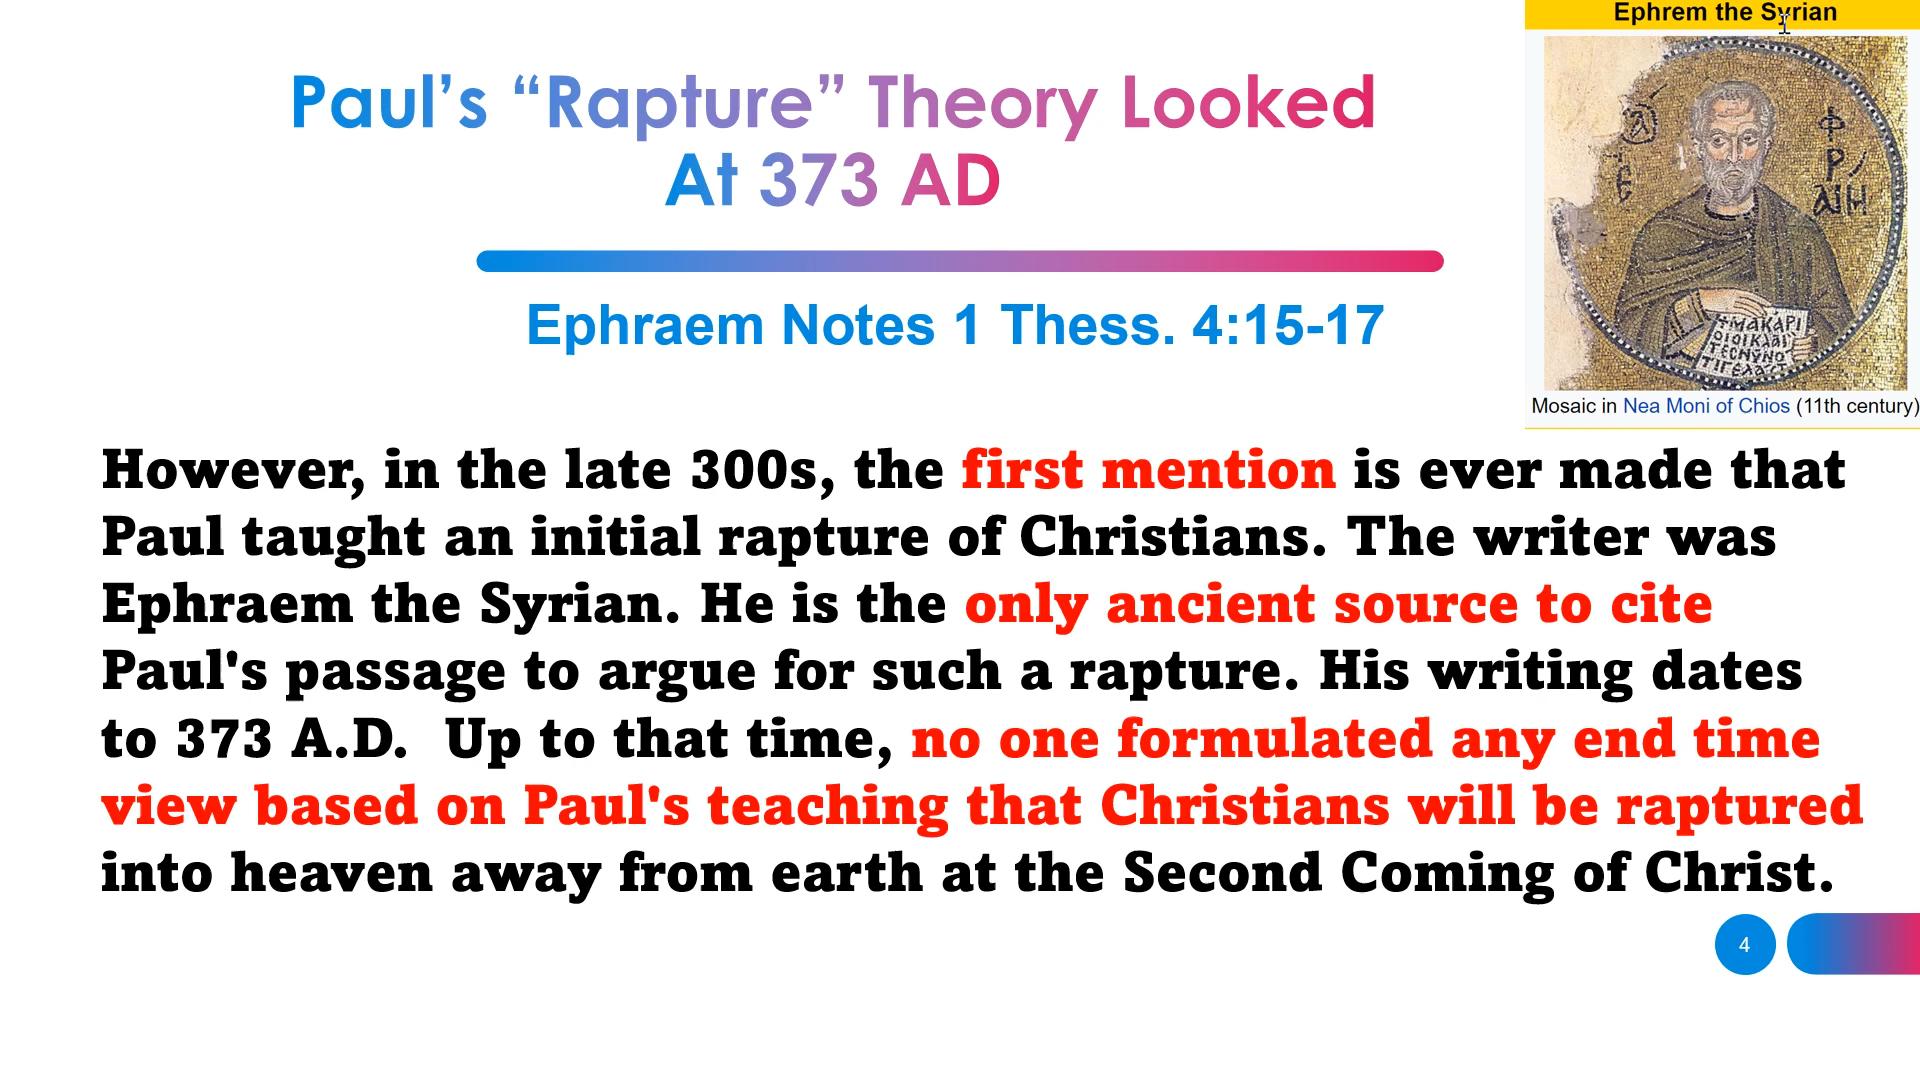 Ephrem the Syrian
Paul’s “Rapture” Theory Looked
At 373 AD
Ephraem Notes 1 Thess. 4:15-17
Φ
Ρ
ΤΜΑΚΑΡΙ
ΟΙΟΙΚΛΑΙ
ΤΕCΝΥΝΟ
ΤΙΓΕΛΑCΤ
Mosaic in Nea Moni of Chios (11th century)
However, in the late 300s, the first mention is ever made that
Paul taught an initial rapture of Christians. The writer was
Ephraem the Syrian. He is the only ancient source to cite
Paul's passage to argue for such a rapture. His writing dates
to 373 A.D.  Up to that time, no one formulated any end time
view based on Paul's teaching that Christians will be raptured
into heaven away from earth at the Second Coming of Christ.
4